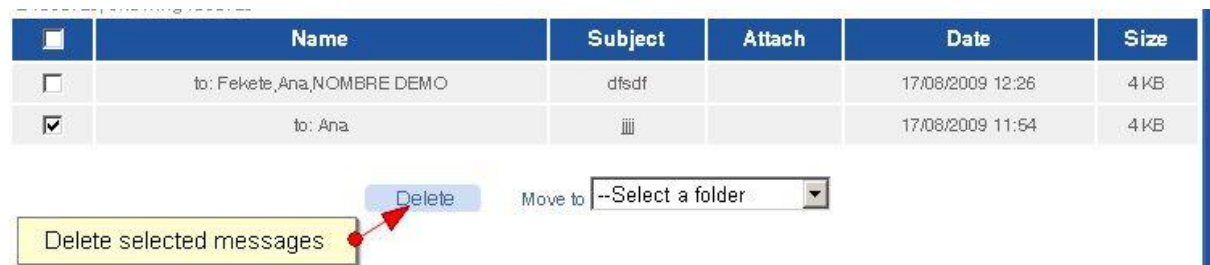 Name Subject Attach Date Size
to: Fekete,Ana,NOMBRE DEMO dfsdf 17/08/2009 12:26 4 KB
to: Ana jjjj 17/08/2009 11:54 4 KB
Delete Move to --Select a folder
Delete selected messages